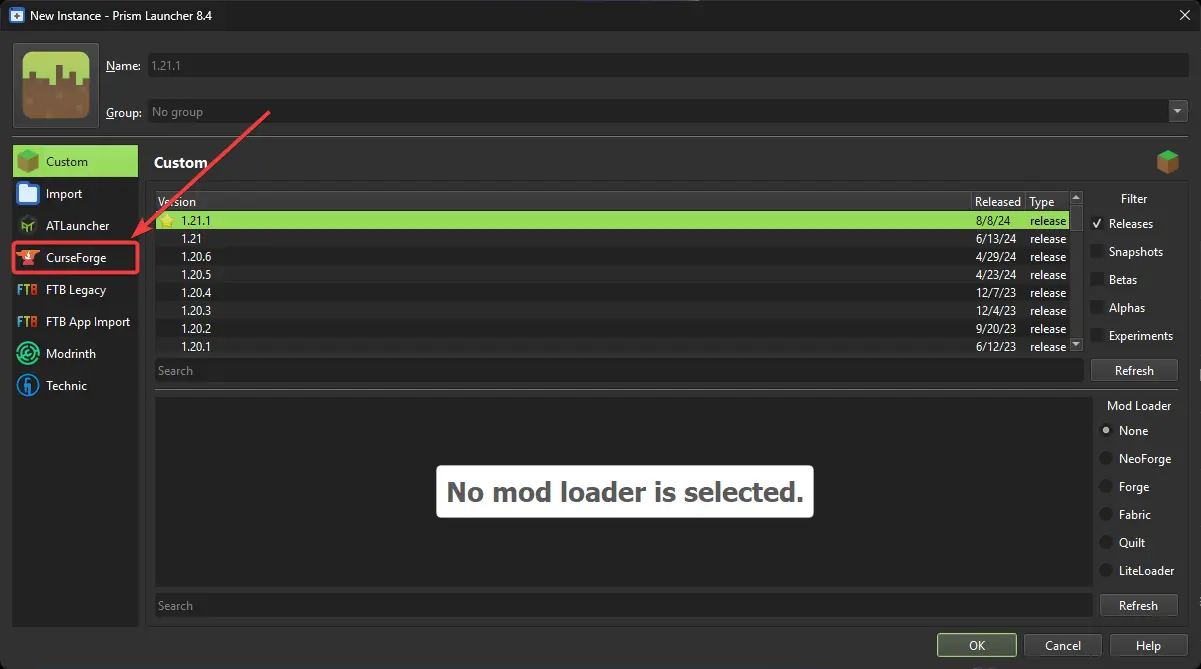 New Instance - Prism Launcher 8.4
Name: 1.21.1
Group: No group
Custom
Import
ATLauncher
CurseForge
FTB Legacy
FTB App Import
Modrinth
Technic
Custom
Version Released Type
1.21.1 8/8/24 release
1.21 6/13/24 release
1.20.6 4/29/24 release
1.20.5 4/23/24 release
1.20.4 12/7/23 release
1.20.3 12/4/23 release
1.20.2 9/20/23 release
1.20.1 6/12/23 release
Search
Filter
Releases
Snapshots
Betas
Alphas
Experiments
Refresh
No mod loader is selected.
Search
Mod Loader
None
NeoForge
Forge
Fabric
Quilt
LiteLoader
Refresh
OK Cancel Help